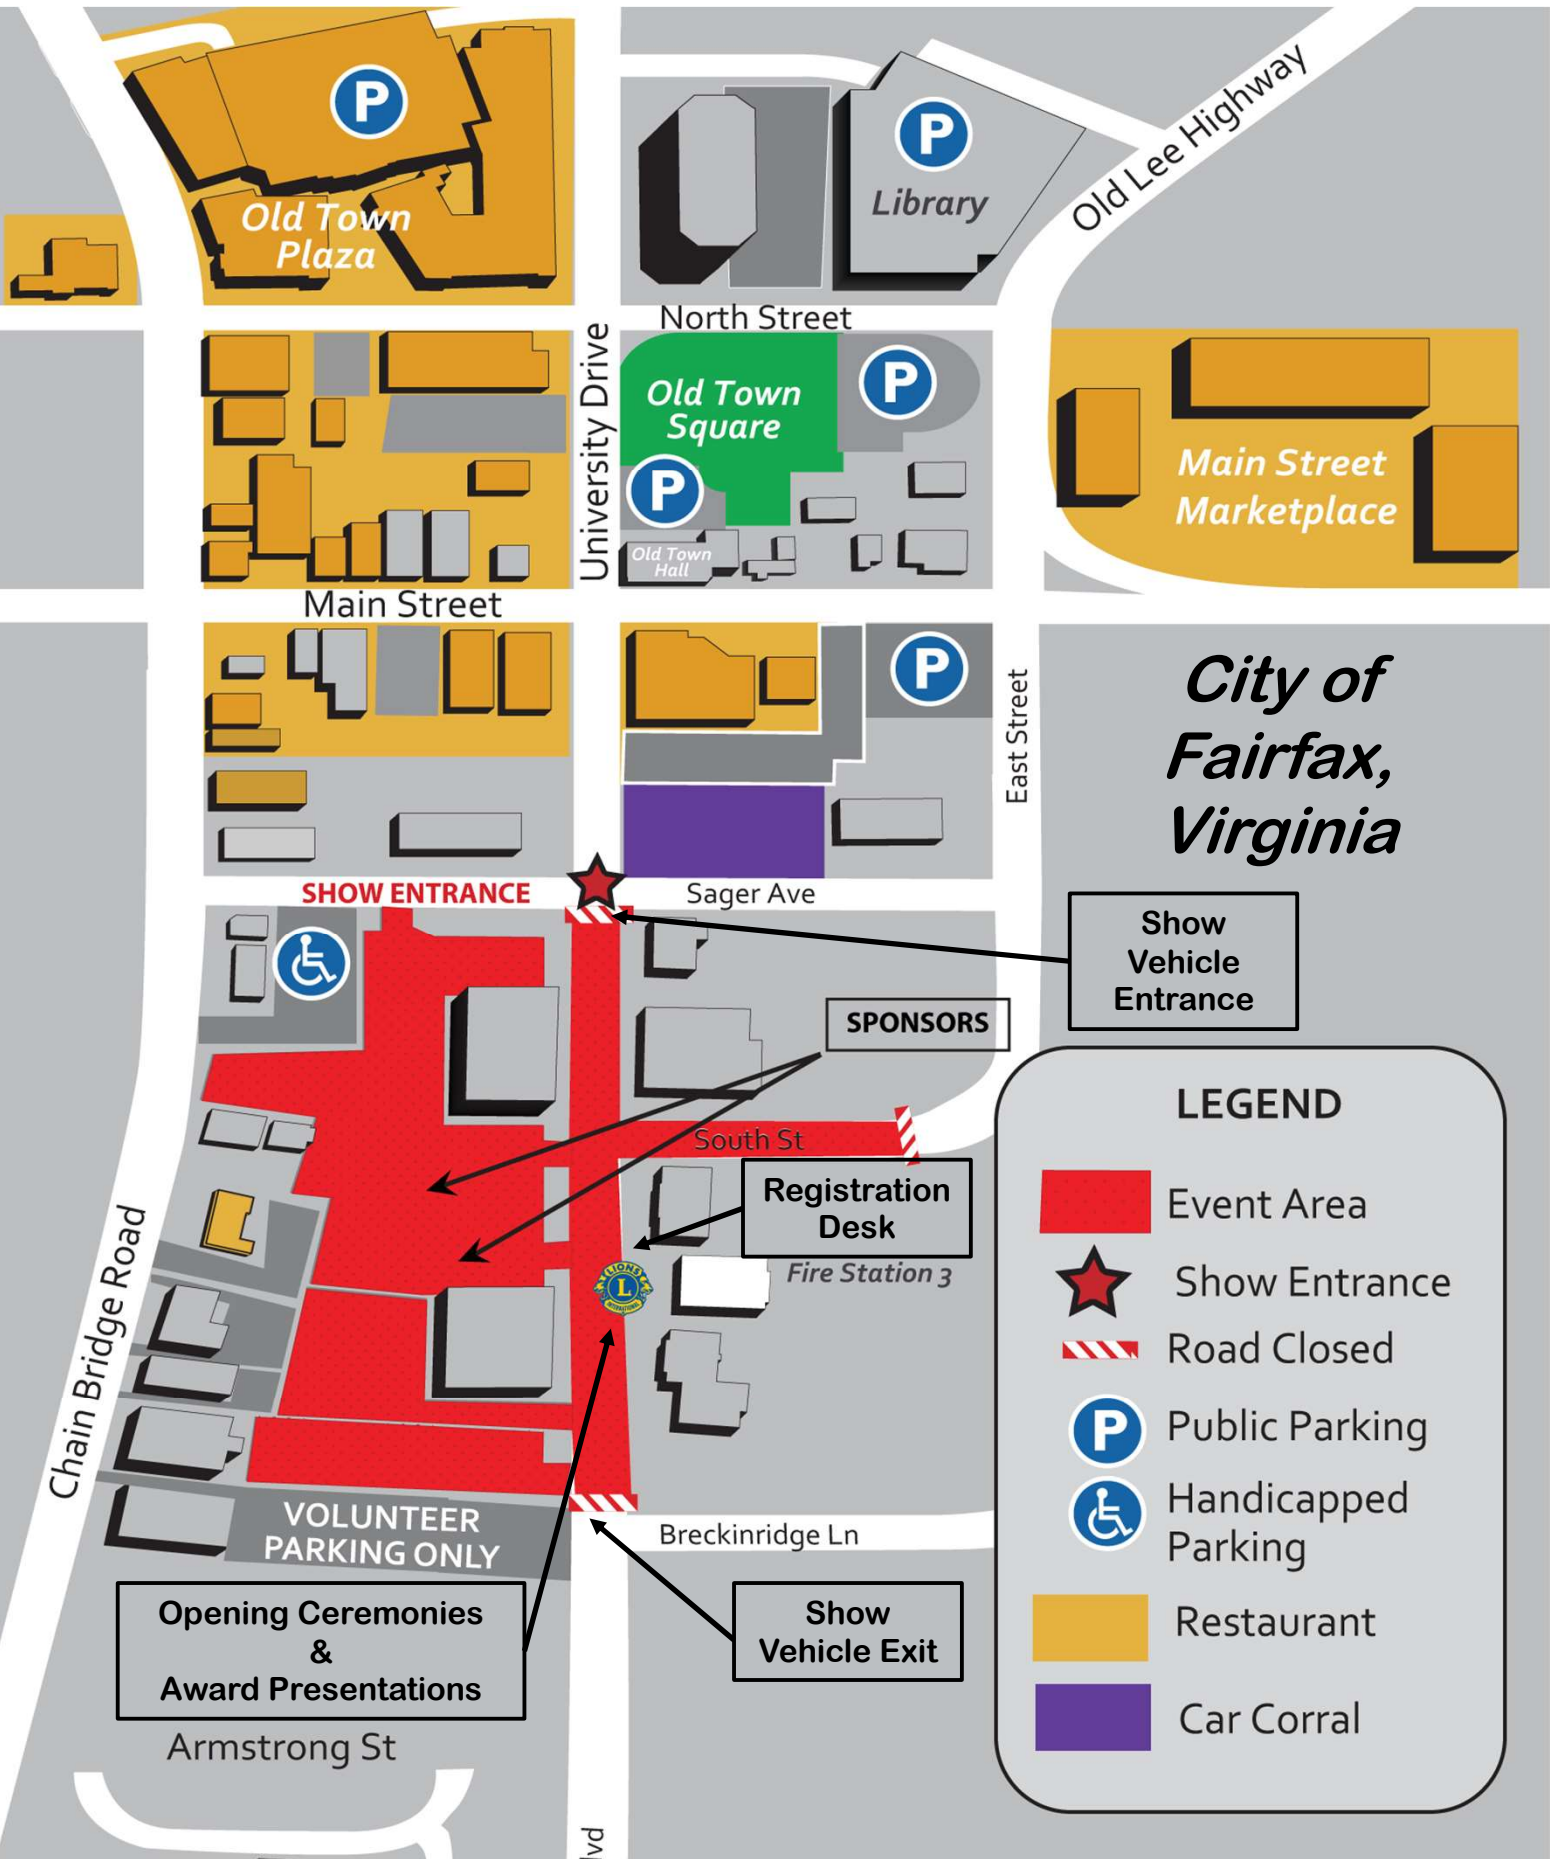 P
P
Library
Old Lee Highway
Old Town
Plaza
North Street
University Drive
Old Town
Square
P
P
Old Town
Hall
Main Street
Marketplace
Main Street
P
East Street
City of
Fairfax,
Virginia
SHOW ENTRANCE
Sager Ave
Show
Vehicle
Entrance
SPONSORS
South St
Registration
Desk
Fire Station 3
LIONS
L
INTERNATIONAL
Chain Bridge Road
VOLUNTEER
PARKING ONLY
Breckinridge Ln
Opening Ceremonies
&
Award Presentations
Show
Vehicle Exit
Armstrong St
lvd
LEGEND
Event Area
Show Entrance
Road Closed
P
Public Parking
Handicapped
Parking
Restaurant
Car Corral